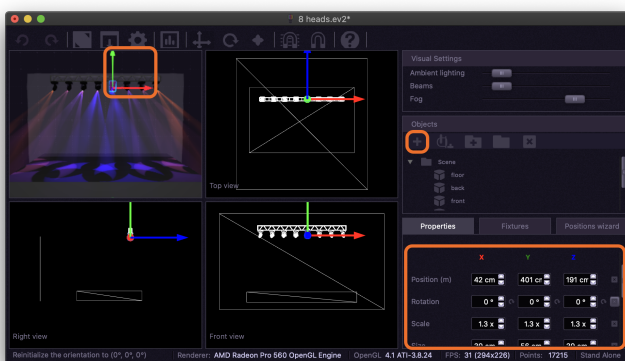 8 heads.ev2*
Visual Settings
Ambient lighting
Beams
Fog
Objects
Scene
floor
back
front
Top view
Properties Fixtures Positions wizard
X Y Z
Position (m) 42 cm 401 cm 191 cm
Rotation 0° 0° 0°
Scale 1.3 x 1.3 x 1.3 x
Size
Right view
Front view
Reinitialize the orientation to (0°, 0°, 0°) Renderer: AMD Radeon Pro 560 OpenGL Engine OpenGL 4.1 ATI-3.8.24 FPS: 31 (294x226) Points: 17215 Stand Alone